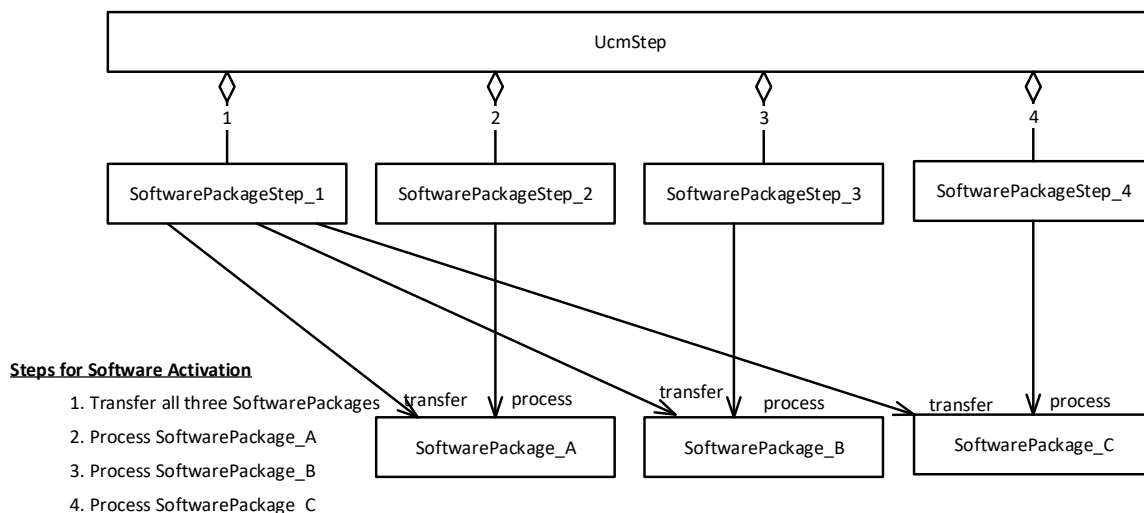 UcmStep
1 2 3 4
SoftwarePackageStep_1 SoftwarePackageStep_2 SoftwarePackageStep_3 SoftwarePackageStep_4
Steps for Software Activation
1. Transfer all three SoftwarePackages
2. Process SoftwarePackage_A
3. Process SoftwarePackage_B
4. Process SoftwarePackage_C
transfer process transfer process transfer process
SoftwarePackage_A SoftwarePackage_B SoftwarePackage_C